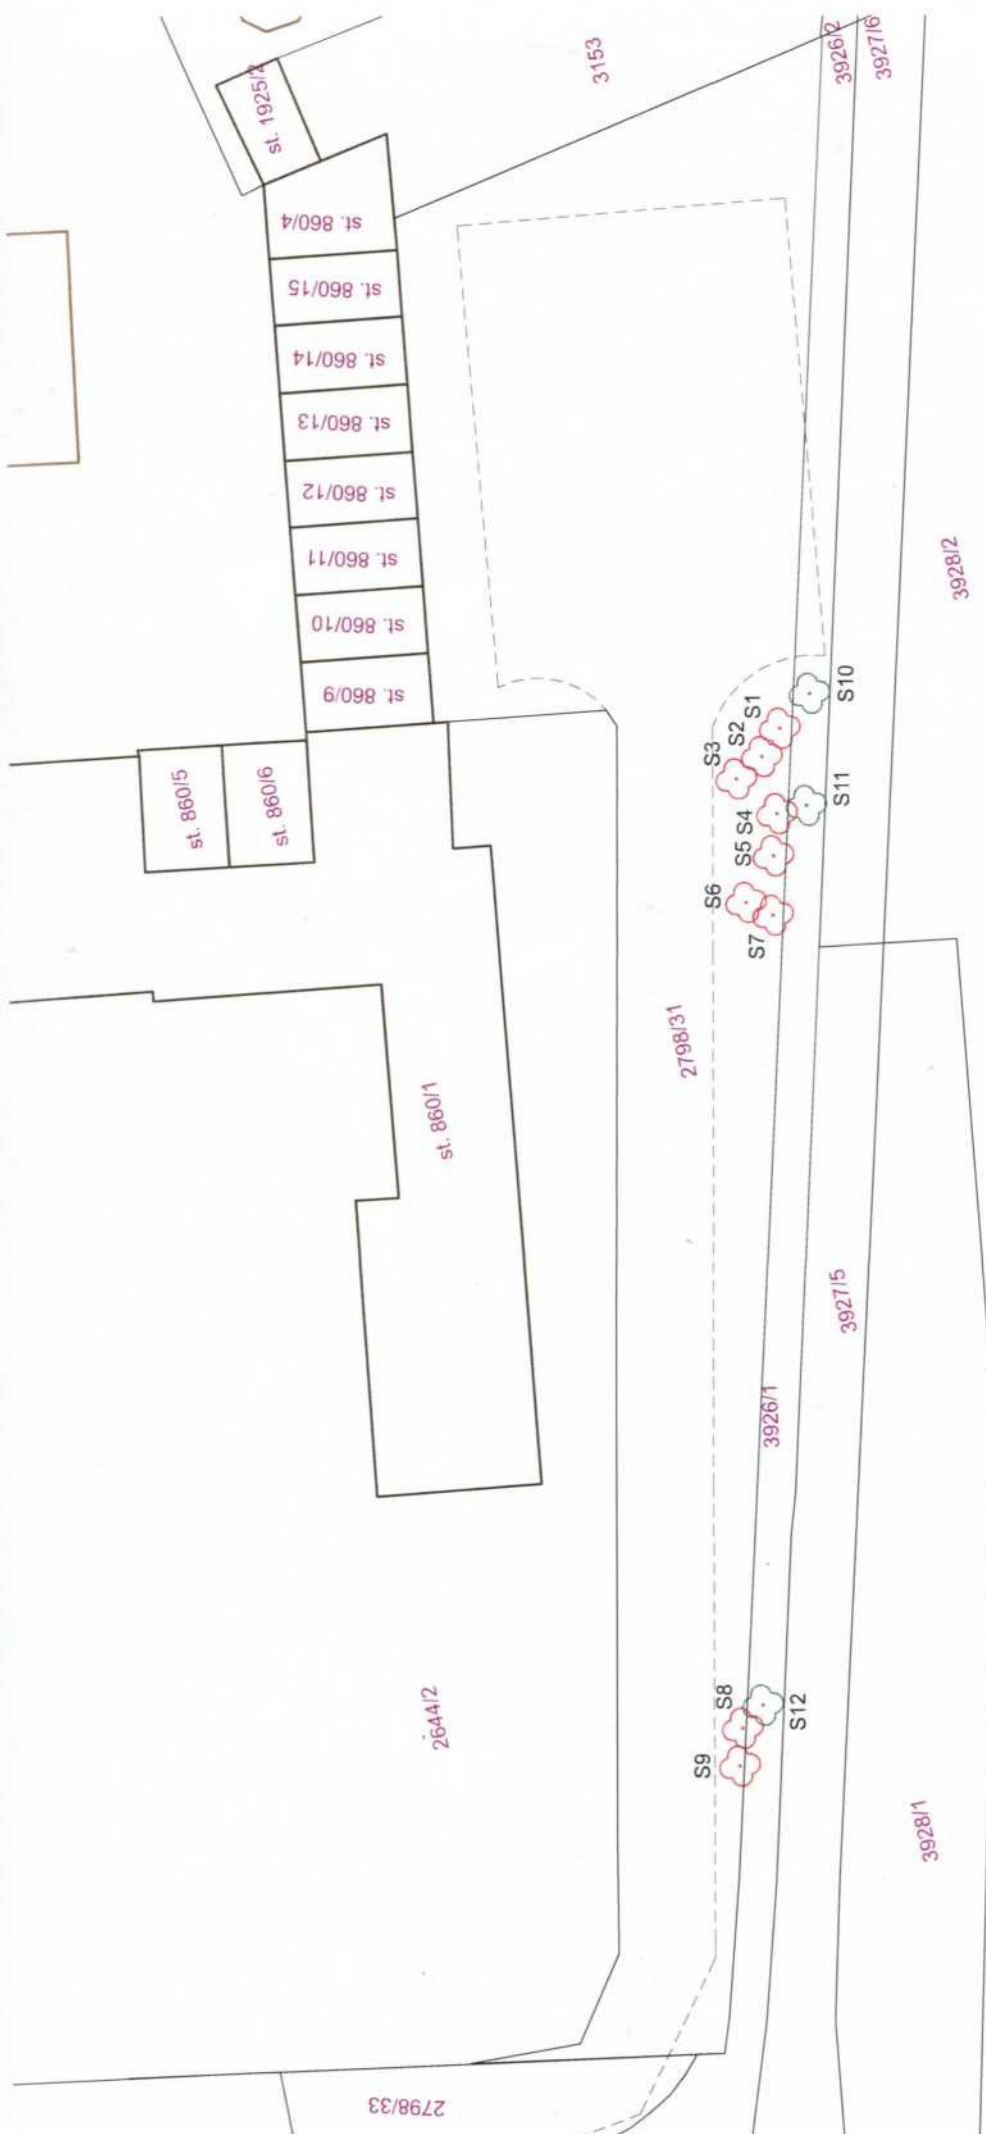 st. 1925/2
3153
3926/2
3927/6
st. 860/4
st. 860/15
st. 860/14
st. 860/13
st. 860/12
st. 860/11
st. 860/10
st. 860/9
3928/2
st. 860/5
st. 860/6
S10
S1
S2
S3
S11
S4
S5
S6
S7
2798/31
st. 860/1
3927/5
3926/1
2644/2
S8
S12
S9
3928/1
2798/33